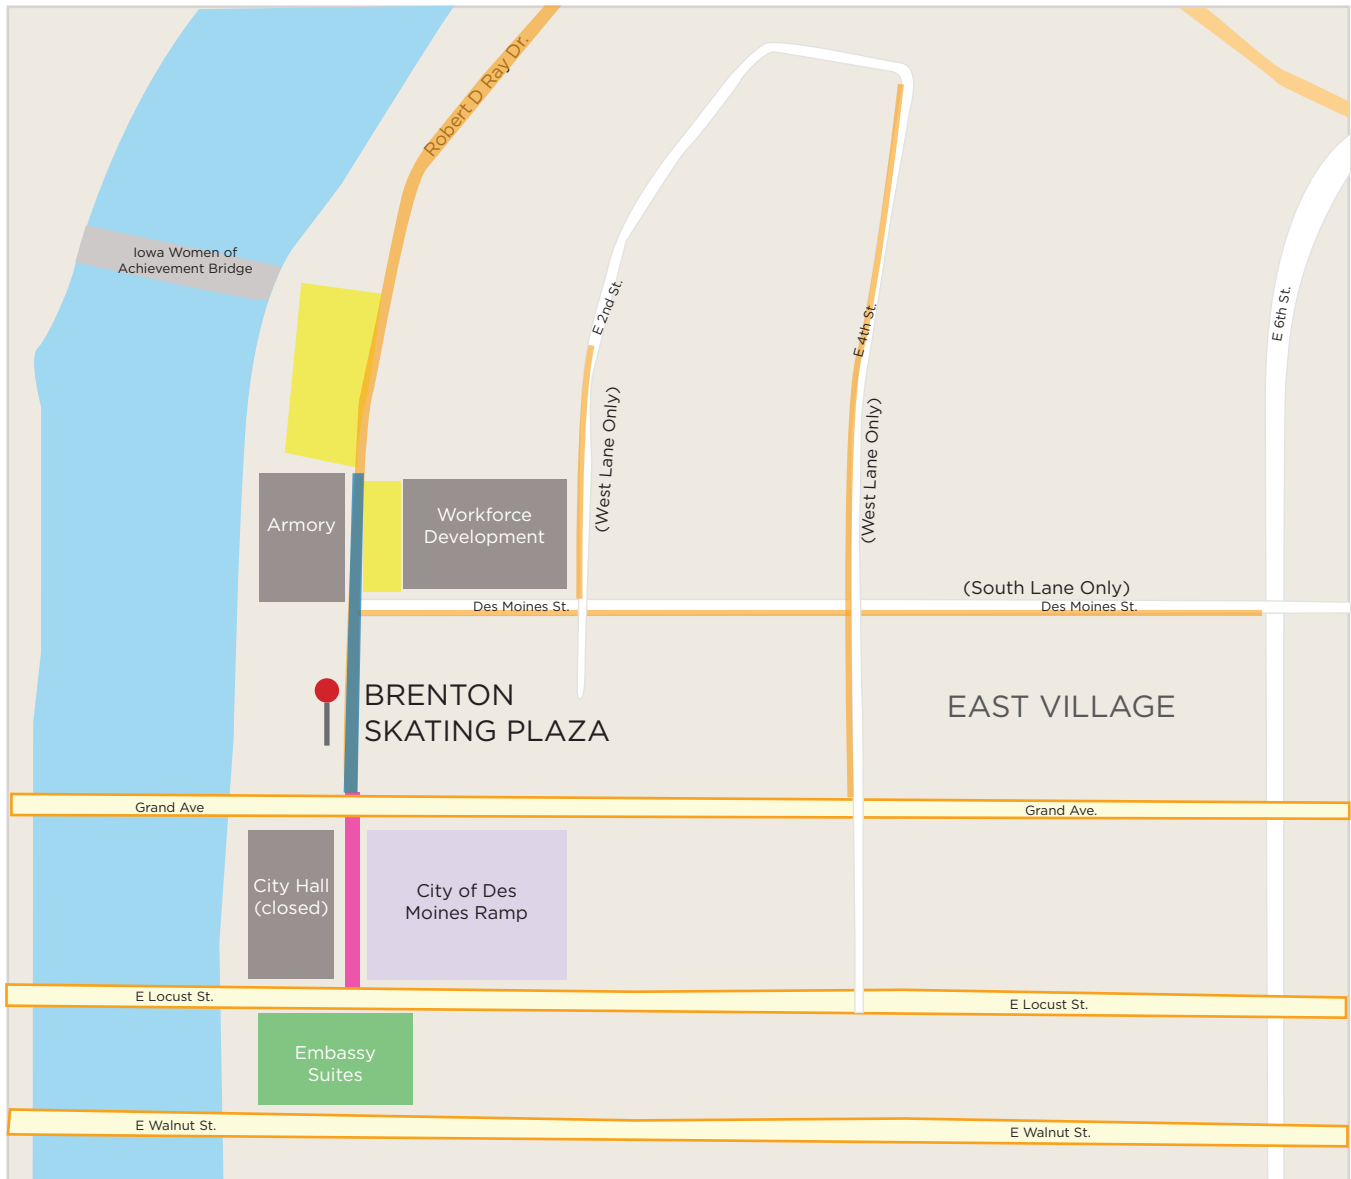 Robert D Ray Dr.
Iowa Women of
Achievement Bridge
E 2nd St.
(West Lane Only)
E 4th St.
(West Lane Only)
E 6th St.
Armory
Workforce
Development
(South Lane Only)
Des Moines St.
Des Moines St.
BRENTON
SKATING PLAZA
EAST VILLAGE
Grand Ave
Grand Ave.
City Hall
(closed)
City of Des
Moines Ramp
E Locust St.
E Locust St.
Embassy
Suites
E Walnut St.
E Walnut St.